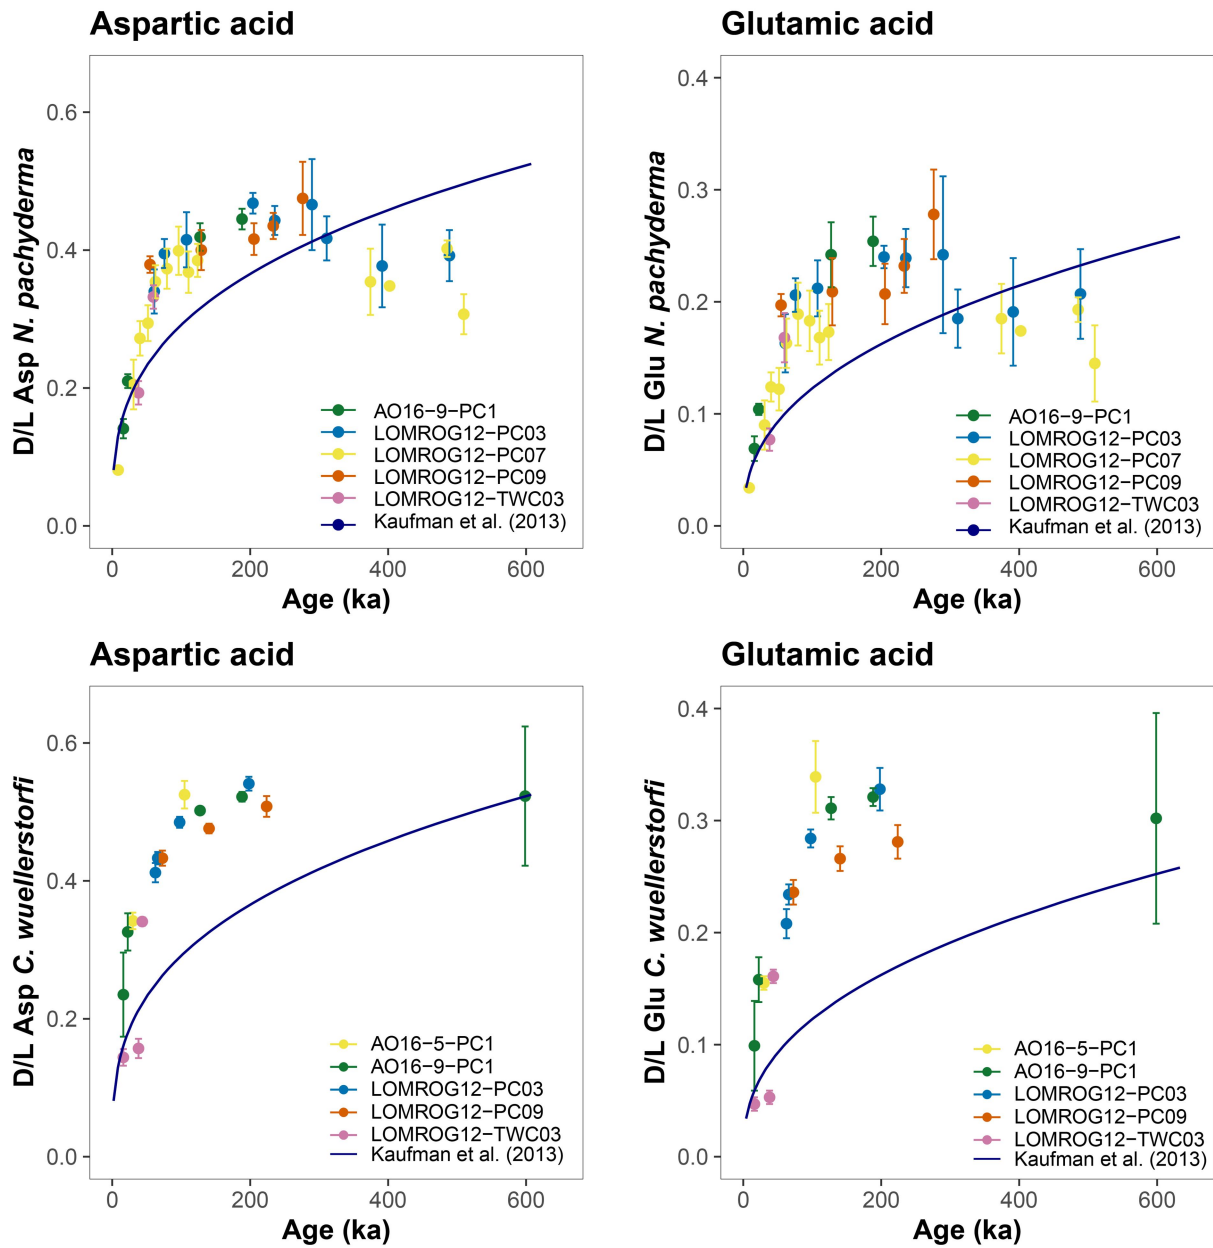 Aspartic acid
D/L Asp N. pachyderma
0.6
0.4
0.2
0.0
AO16−9−PC1
LOMROG12−PC03
LOMROG12−PC07
LOMROG12−PC09
LOMROG12−TWC03
Kaufman et al. (2013)
0 200 400 600
Age (ka)
Glutamic acid
D/L Glu N. pachyderma
0.4
0.3
0.2
0.1
0.0
AO16−9−PC1
LOMROG12−PC03
LOMROG12−PC07
LOMROG12−PC09
LOMROG12−TWC03
Kaufman et al. (2013)
0 200 400 600
Age (ka)
Aspartic acid
D/L Asp C. wuellerstorfi
0.6
0.4
0.2
0.0
AO16−5−PC1
AO16−9−PC1
LOMROG12−PC03
LOMROG12−PC09
LOMROG12−TWC03
Kaufman et al. (2013)
0 200 400 600
Age (ka)
Glutamic acid
D/L Glu C. wuellerstorfi
0.4
0.3
0.2
0.1
0.0
AO16−5−PC1
AO16−9−PC1
LOMROG12−PC03
LOMROG12−PC09
LOMROG12−TWC03
Kaufman et al. (2013)
0 200 400 600
Age (ka)